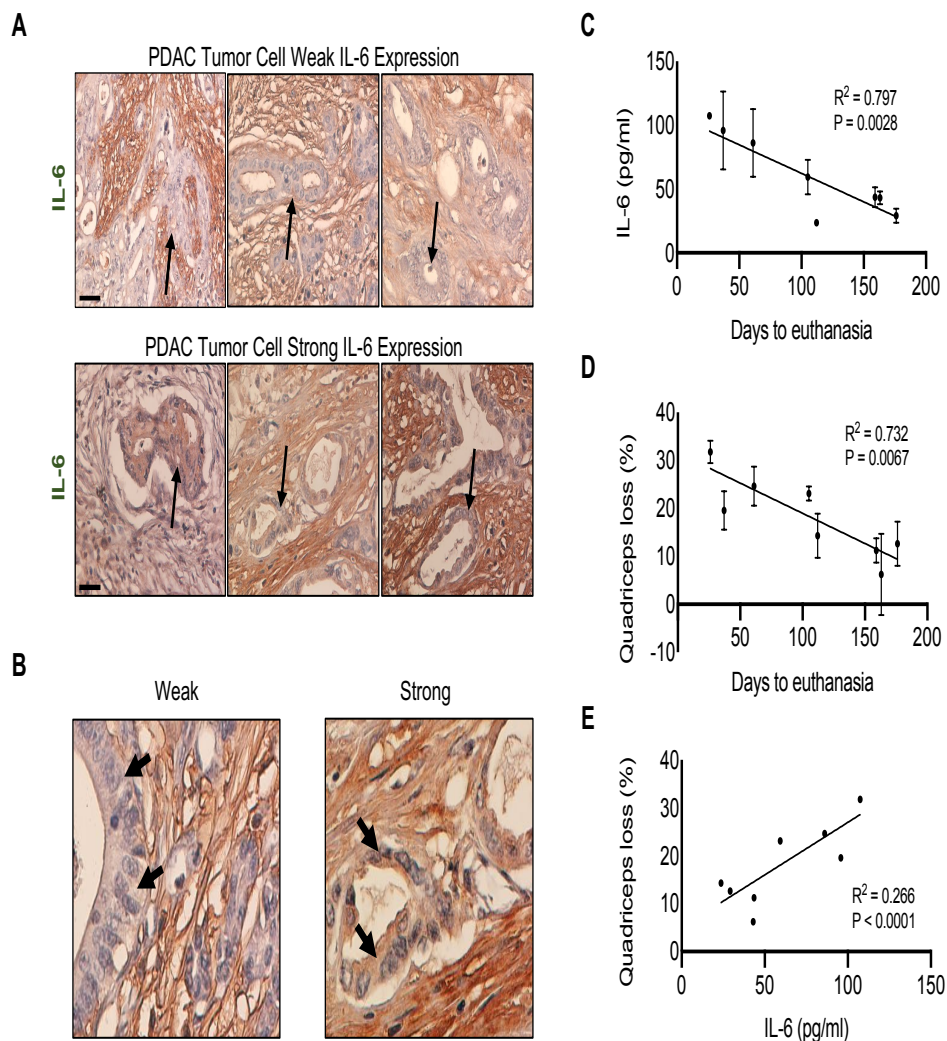 A
PDAC Tumor Cell Weak IL-6 Expression
IL-6
PDAC Tumor Cell Strong IL-6 Expression
IL-6
B
Weak
Strong
C
150
100
50
0
IL-6 (pg/ml)
R² = 0.797
P = 0.0028
0 50 100 150 200
Days to euthanasia
D
40
30
20
10
0
-10
Quadriceps loss (%)
R² = 0.732
P = 0.0067
0 50 100 150 200
Days to euthanasia
E
40
30
20
10
0
Quadriceps loss (%)
R² = 0.266
P < 0.0001
0 50 100 150
IL-6 (pg/ml)